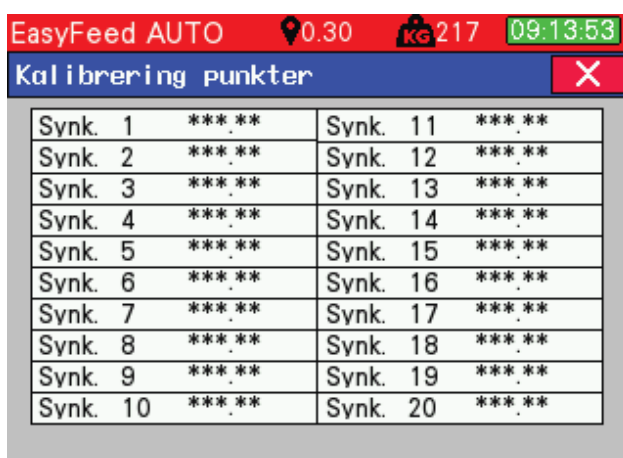 EasyFeed AUTO 0.30 KG 217 09:13:53
Kalibrering punkter X
Synk. 1 ***.** Synk. 11 ***.**
Synk. 2 ***.** Synk. 12 ***.**
Synk. 3 ***.** Synk. 13 ***.**
Synk. 4 ***.** Synk. 14 ***.**
Synk. 5 ***.** Synk. 15 ***.**
Synk. 6 ***.** Synk. 16 ***.**
Synk. 7 ***.** Synk. 17 ***.**
Synk. 8 ***.** Synk. 18 ***.**
Synk. 9 ***.** Synk. 19 ***.**
Synk. 10 ***.** Synk. 20 ***.**